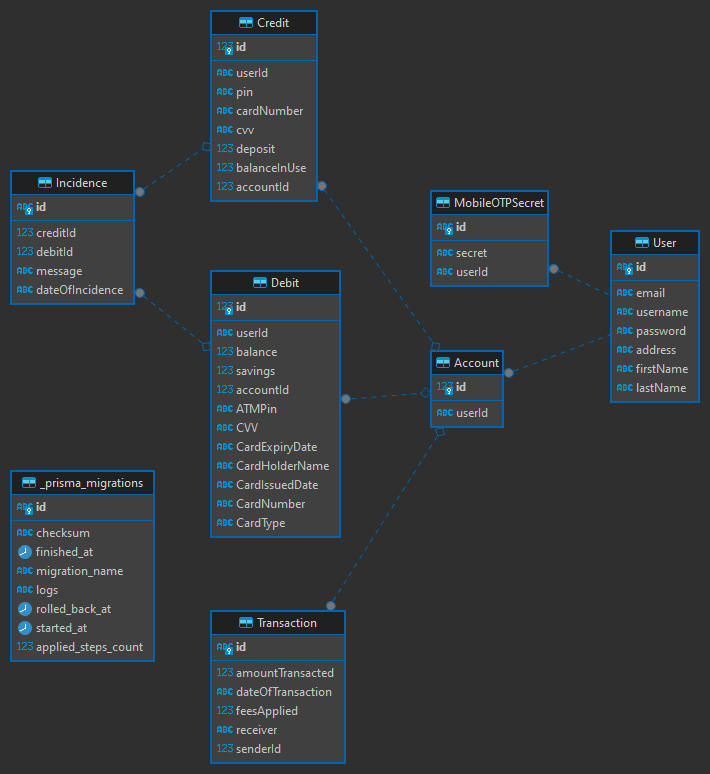 Credit
123 id
ABC userId
ABC pin
ABC cardNumber
ABC cvv
123 deposit
123 balanceInUse
123 accountId
Incidence
ABC id
123 creditId
123 debitId
ABC message
ABC dateOfIncidence
MobileOTPSecret
ABC id
ABC secret
ABC userId
User
ABC id
ABC email
ABC username
ABC password
ABC address
ABC firstName
ABC lastName
Debit
123 id
ABC userId
123 balance
123 savings
123 accountId
ABC ATMPin
ABC CVV
ABC CardExpiryDate
ABC CardHolderName
ABC CardIssuedDate
ABC CardNumber
ABC CardType
Account
123 id
ABC userId
_prisma_migrations
ABC id
ABC checksum
finished_at
ABC migration_name
ABC logs
rolled_back_at
started_at
123 applied_steps_count
Transaction
ABC id
123 amountTransacted
ABC dateOfTransaction
123 feesApplied
ABC receiver
123 senderId